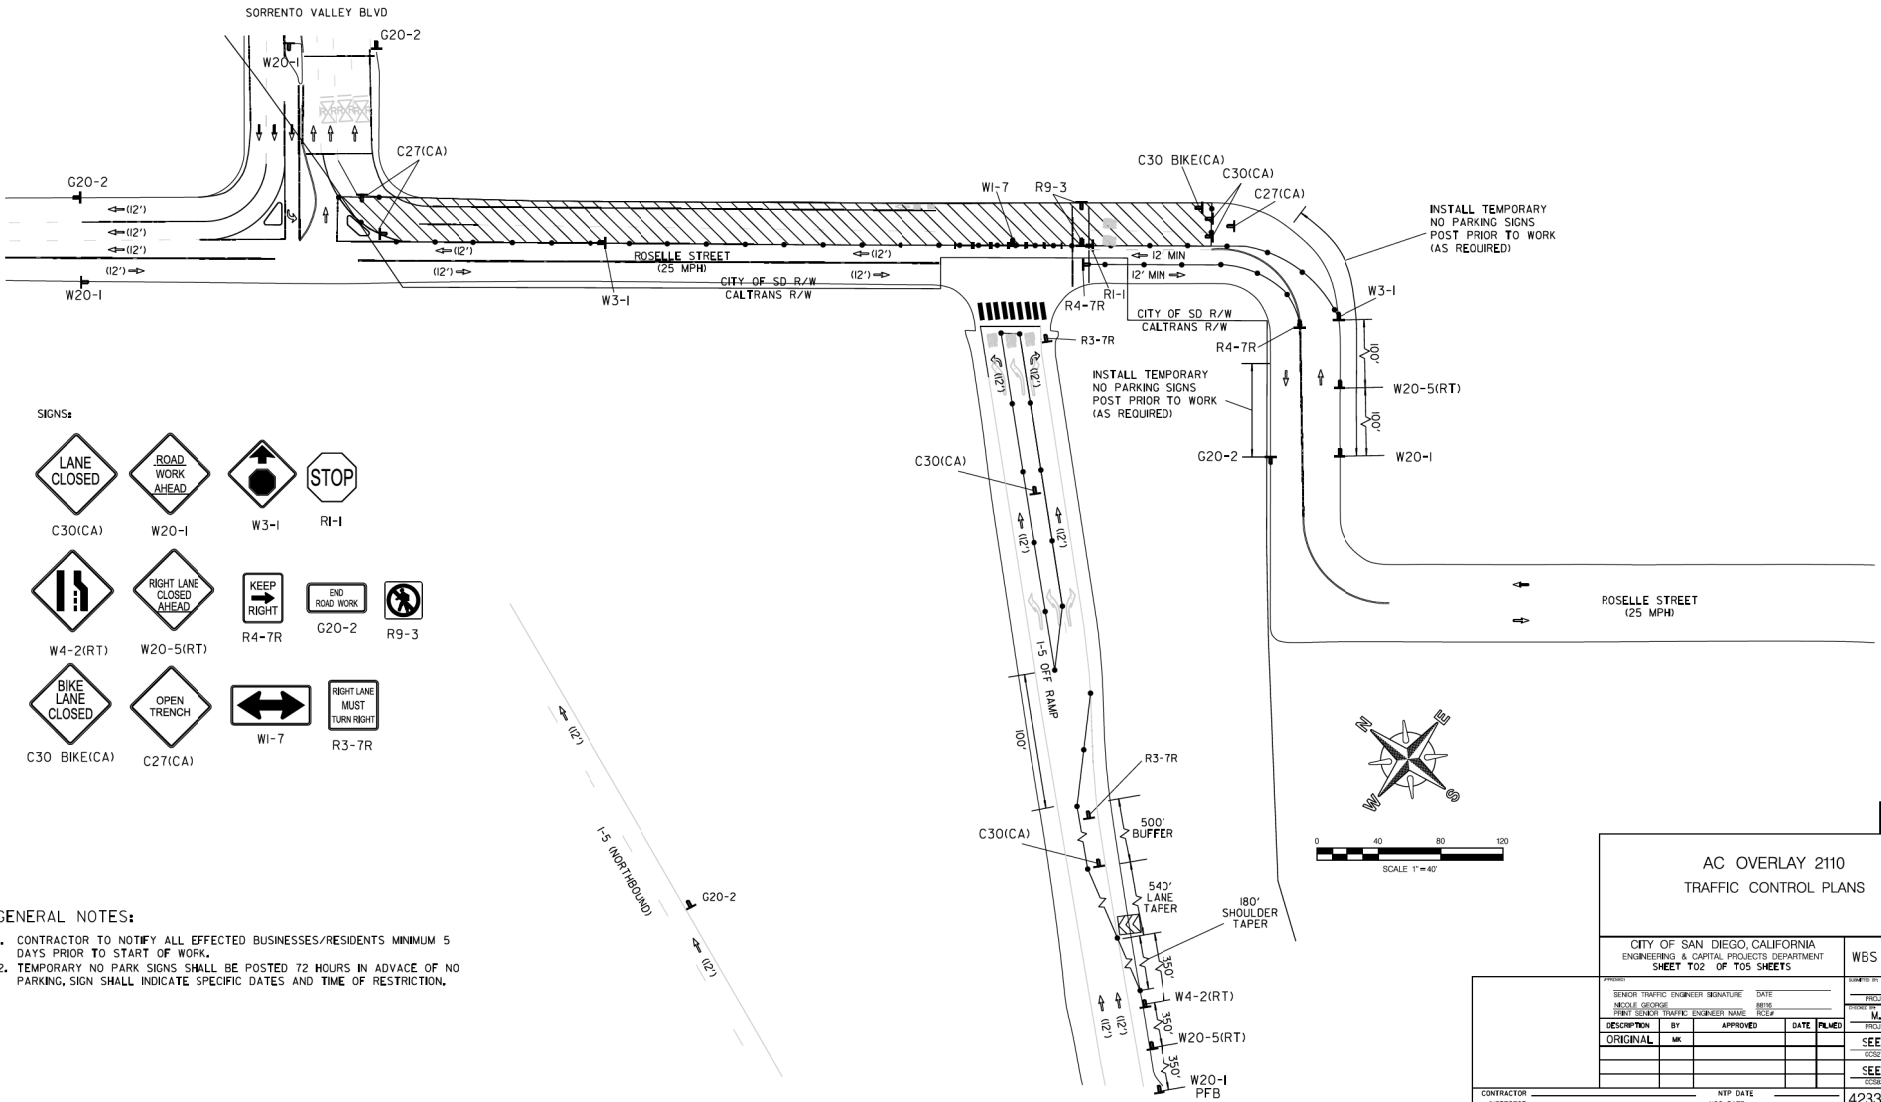 SORRENTO VALLEY BLVD
G20-2
W20-1
C27(CA)
G20-2
(12')
(12')
(12')
(12')
W20-1
C30 BIKE(CA)
C30(CA)
C27(CA)
W1-7
R9-3
INSTALL TEMPORARY
NO PARKING SIGNS
POST PRIOR TO WORK
(AS REQUIRED)
(12')
ROSELLE STREET
(25 MPH)
(12')
(12')
(12')
12' MIN
12' MIN
CITY OF SD R/W
CALTRANS R/W
W3-1
R4-7R
R1-1
CITY OF SD R/W
CALTRANS R/W
W3-1
R3-7R
R4-7R
100'
W20-5(RT)
100'
W20-1
INSTALL TEMPORARY
NO PARKING SIGNS
POST PRIOR TO WORK
(AS REQUIRED)
G20-2
(12')
(12')
C30(CA)
(12')
(12')
SIGNS:
LANE
CLOSED
C30(CA)
ROAD
WORK
AHEAD
W20-1
W3-1
STOP
R1-1
W4-2(RT)
RIGHT LANE
CLOSED
AHEAD
W20-5(RT)
KEEP
RIGHT
R4-7R
END
ROAD WORK
G20-2
R9-3
BIKE
LANE
CLOSED
C30 BIKE(CA)
OPEN
TRENCH
C27(CA)
W1-7
RIGHT LANE
MUST
TURN RIGHT
R3-7R
ROSELLE STREET
(25 MPH)
I-5 OFF RAMP
100'
R3-7R
C30(CA)
500'
BUFFER
540'
LANE
TAPER
180'
SHOULDER
TAPER
350'
W4-2(RT)
350'
W20-5(RT)
350'
W20-1
PFB
(12')
(12')
(12')
I-5 (NORTHBOUND)
G20-2
(12')
N
E
S
W
0 40 80 120
SCALE 1"=40'
GENERAL NOTES:
. CONTRACTOR TO NOTIFY ALL EFFECTED BUSINESSES/RESIDENTS MINIMUM 5
DAYS PRIOR TO START OF WORK.
2. TEMPORARY NO PARK SIGNS SHALL BE POSTED 72 HOURS IN ADVACE OF NO
PARKING, SIGN SHALL INDICATE SPECIFIC DATES AND TIME OF RESTRICTION.
AC OVERLAY 2110
TRAFFIC CONTROL PLANS
CITY OF SAN DIEGO, CALIFORNIA
ENGINEERING & CAPITAL PROJECTS DEPARTMENT
SHEET T02 OF T05 SHEETS
WBS
SENIOR TRAFFIC ENGINEER SIGNATURE DATE
NICOLE GEORGE 88116
PRINT SENIOR TRAFFIC ENGINEER NAME RCE#
DESCRIPTION BY APPROVED DATE FILMED
ORIGINAL MK
M.
SEE
SEE
CONTRACTOR NTP DATE
4233